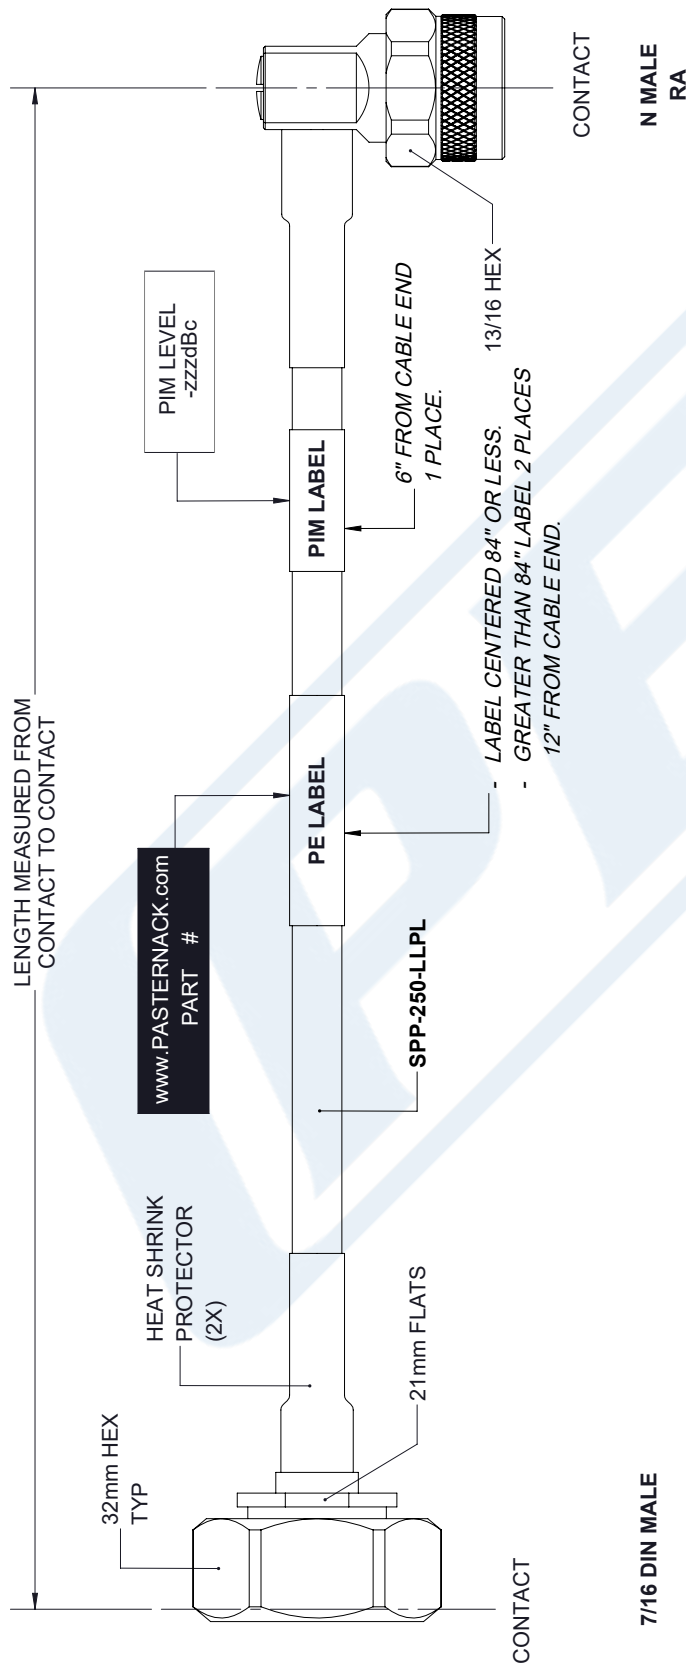 LENGTH MEASURED FROM
CONTACT TO CONTACT
32mm HEX
TYP
HEAT SHRINK
PROTECTOR
(2X)
www.PASTERNACK.com
PART #
PIM LEVEL
-zzzdBc
PE LABEL
PIM LABEL
21mm FLATS
SPP-250-LLPL
6" FROM CABLE END
1 PLACE.
- LABEL CENTERED 84" OR LESS.
- GREATER THAN 84" LABEL 2 PLACES
12" FROM CABLE END.
13/16 HEX
CONTACT
CONTACT
7/16 DIN MALE
N MALE
RA